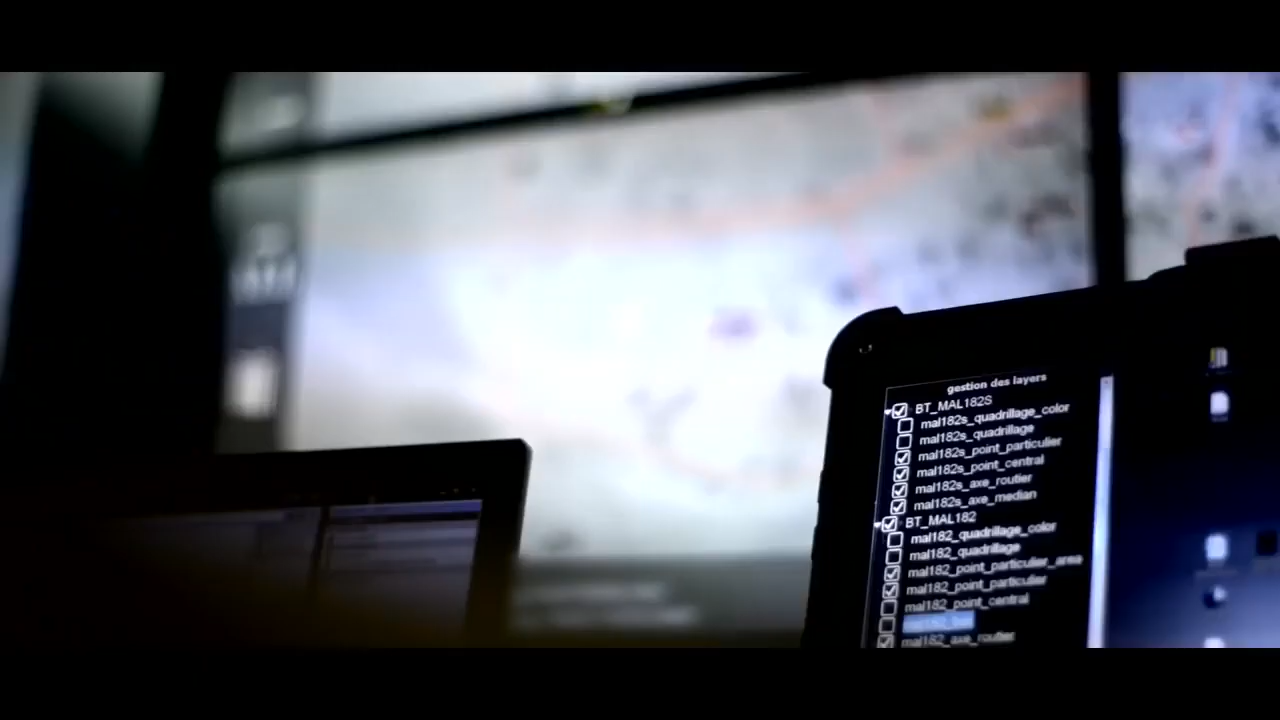 gestion des layers
BT_MAL182S
mal182s_quadrillage_color
mal182s_quadrillage
mal182s_point_particulier
mal182s_point_central
mal182s_axe_routier
mal182s_axe_median
BT_MAL182
mal182_quadrillage_color
mal182_quadrillage
mal182_point_particulier_area
mal182_point_particulier
mal182_point_central
mal182_axe_routier